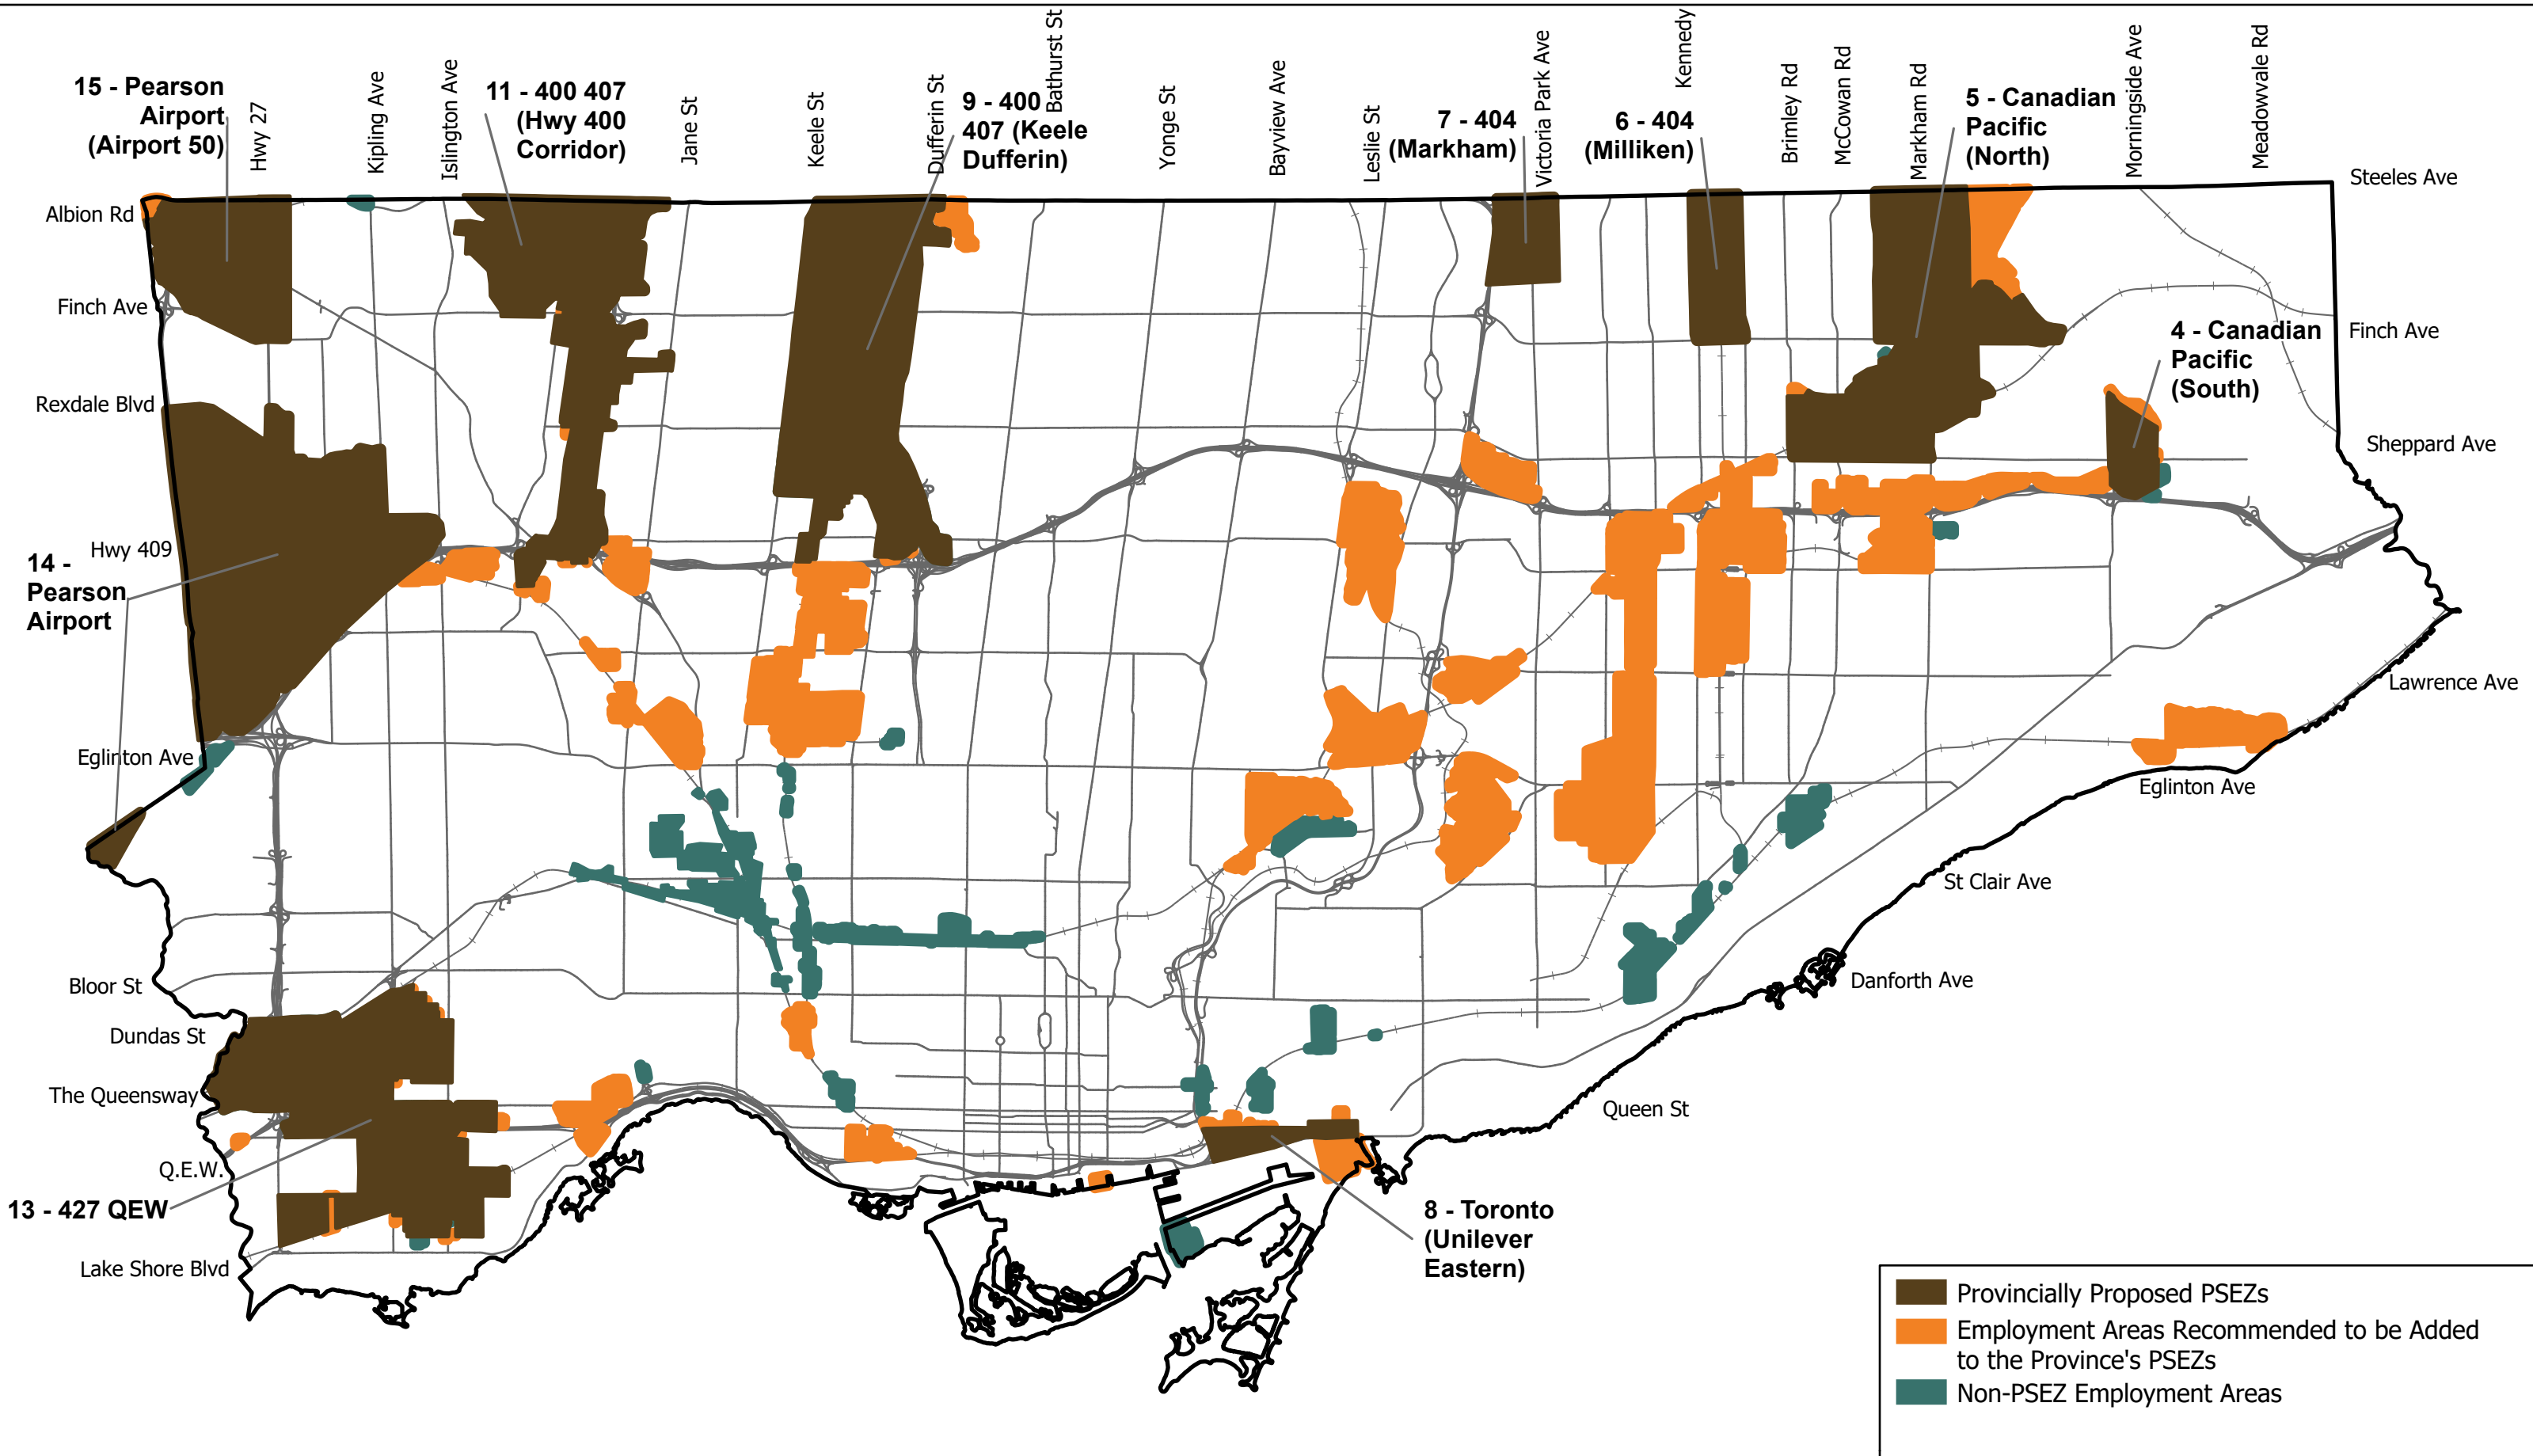 15 - Pearson
Airport
(Airport 50)
Hwy 27
Kipling Ave
Islington Ave
11 - 400 407
(Hwy 400
Corridor)
Jane St
Keele St
Dufferin St
9 - 400
407 (Keele
Dufferin)
Bathurst St
Yonge St
Bayview Ave
Leslie St
7 - 404
(Markham)
Victoria Park Ave
6 - 404
(Milliken)
Kennedy
Brimley Rd
McCowan Rd
Markham Rd
5 - Canadian
Pacific
(North)
Morningside Ave
Meadowvale Rd
Steeles Ave
Albion Rd
Finch Ave
Finch Ave
4 - Canadian
Pacific
(South)
Rexdale Blvd
Sheppard Ave
Hwy 409
14 -
Pearson
Airport
Lawrence Ave
Eglinton Ave
Eglinton Ave
St Clair Ave
Bloor St
Danforth Ave
Dundas St
The Queensway
Queen St
Q.E.W.
13 - 427 QEW
8 - Toronto
(Unilever
Eastern)
Lake Shore Blvd
Provincially Proposed PSEZs
Employment Areas Recommended to be Added
to the Province's PSEZs
Non-PSEZ Employment Areas